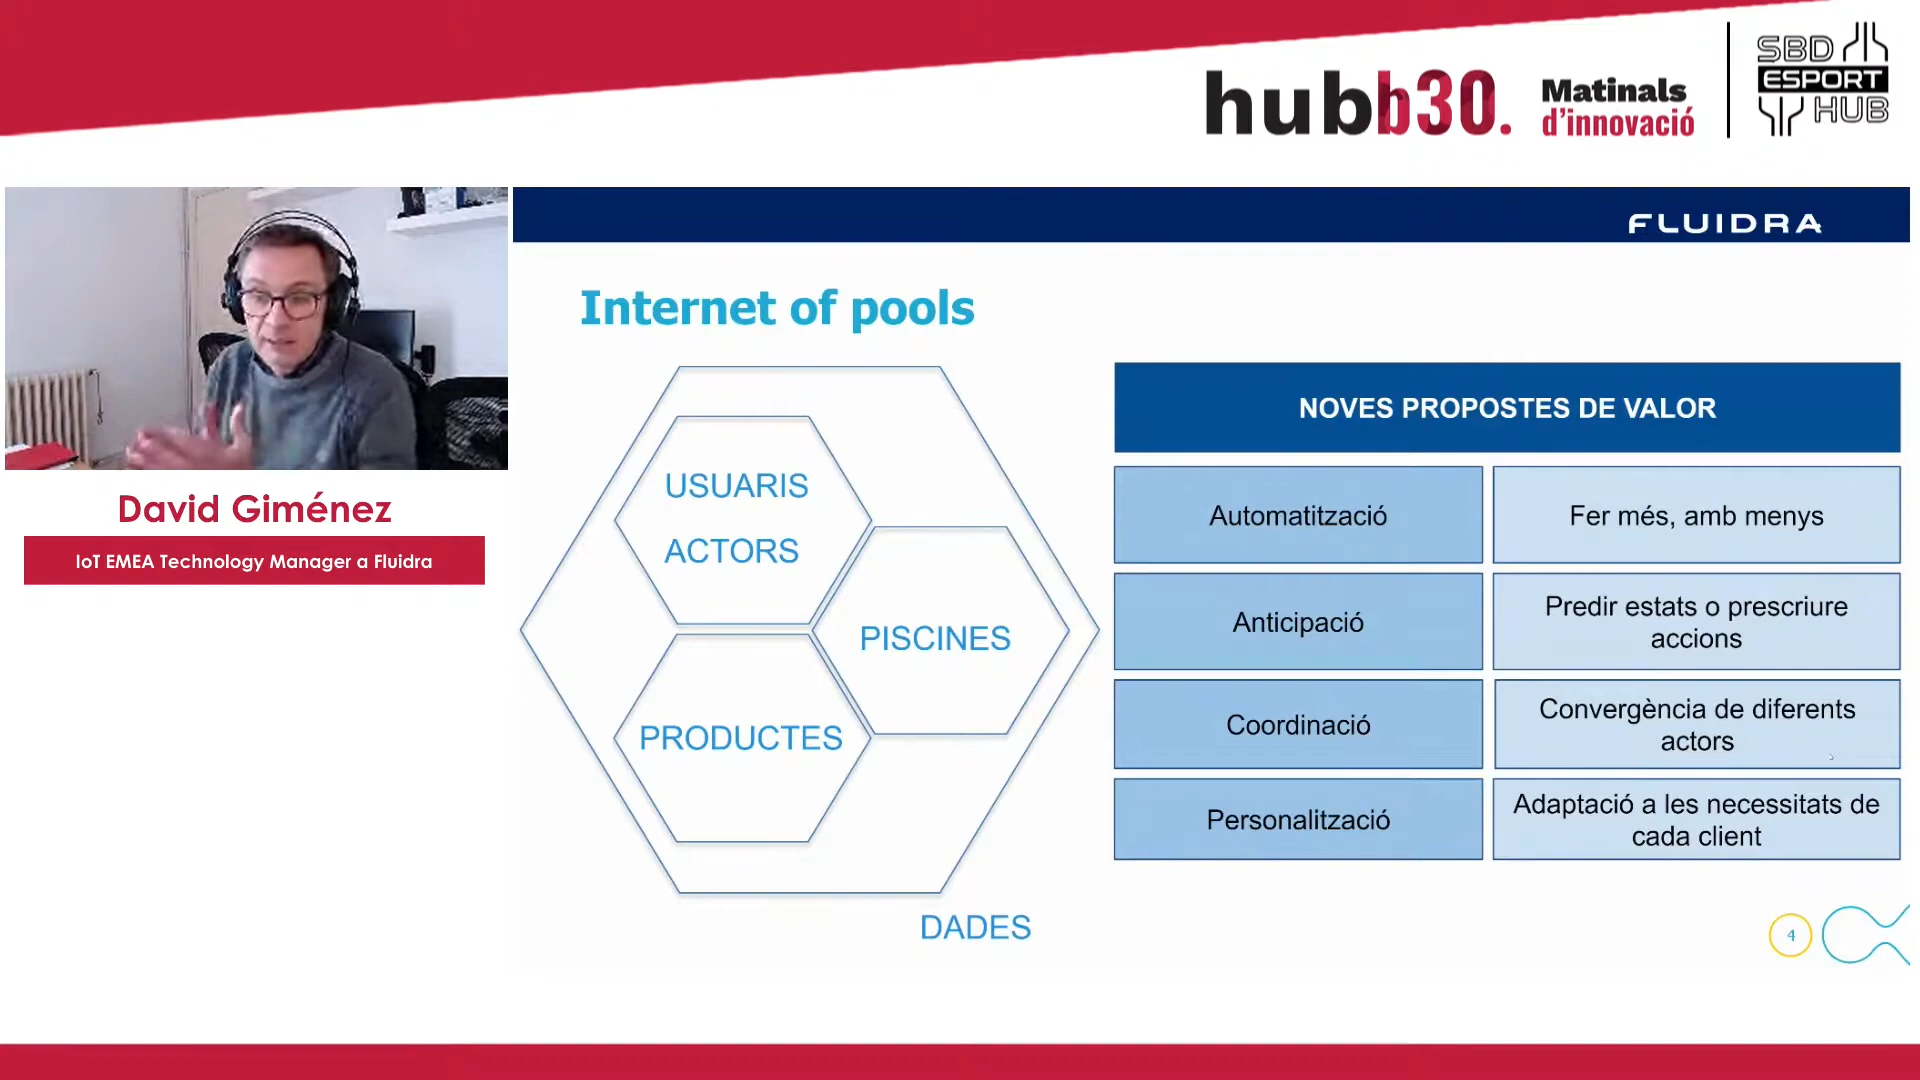 hubb30.
Matinals
d'innovació
SBD
ESPORT
HUB
FLUIDRA
David Giménez
IoT EMEA Technology Manager a Fluidra
Internet of pools
USUARIS
ACTORS
PISCINES
PRODUCTES
DADES
NOVES PROPOSTES DE VALOR
Automatització
Fer més, amb menys
Anticipació
Predir estats o prescriure
accions
Coordinació
Convergència de diferents
actors
Personalització
Adaptació a les necessitats de
cada client
4